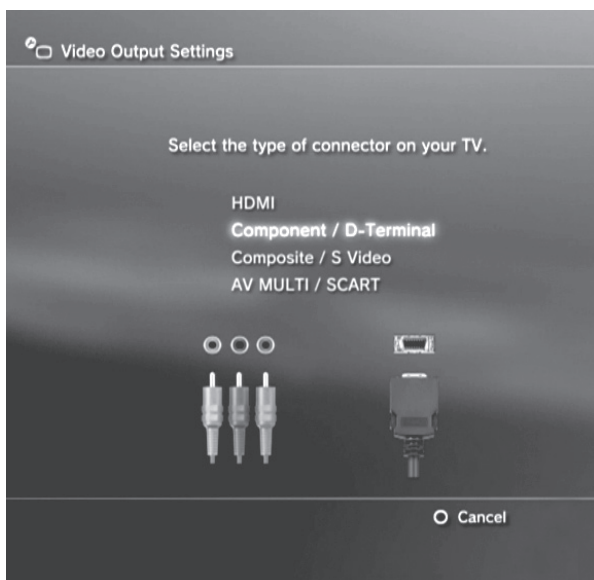 Video Output Settings
Select the type of connector on your TV.
HDMI
Component / D-Terminal
Composite / S Video
AV MULTI / SCART
Cancel